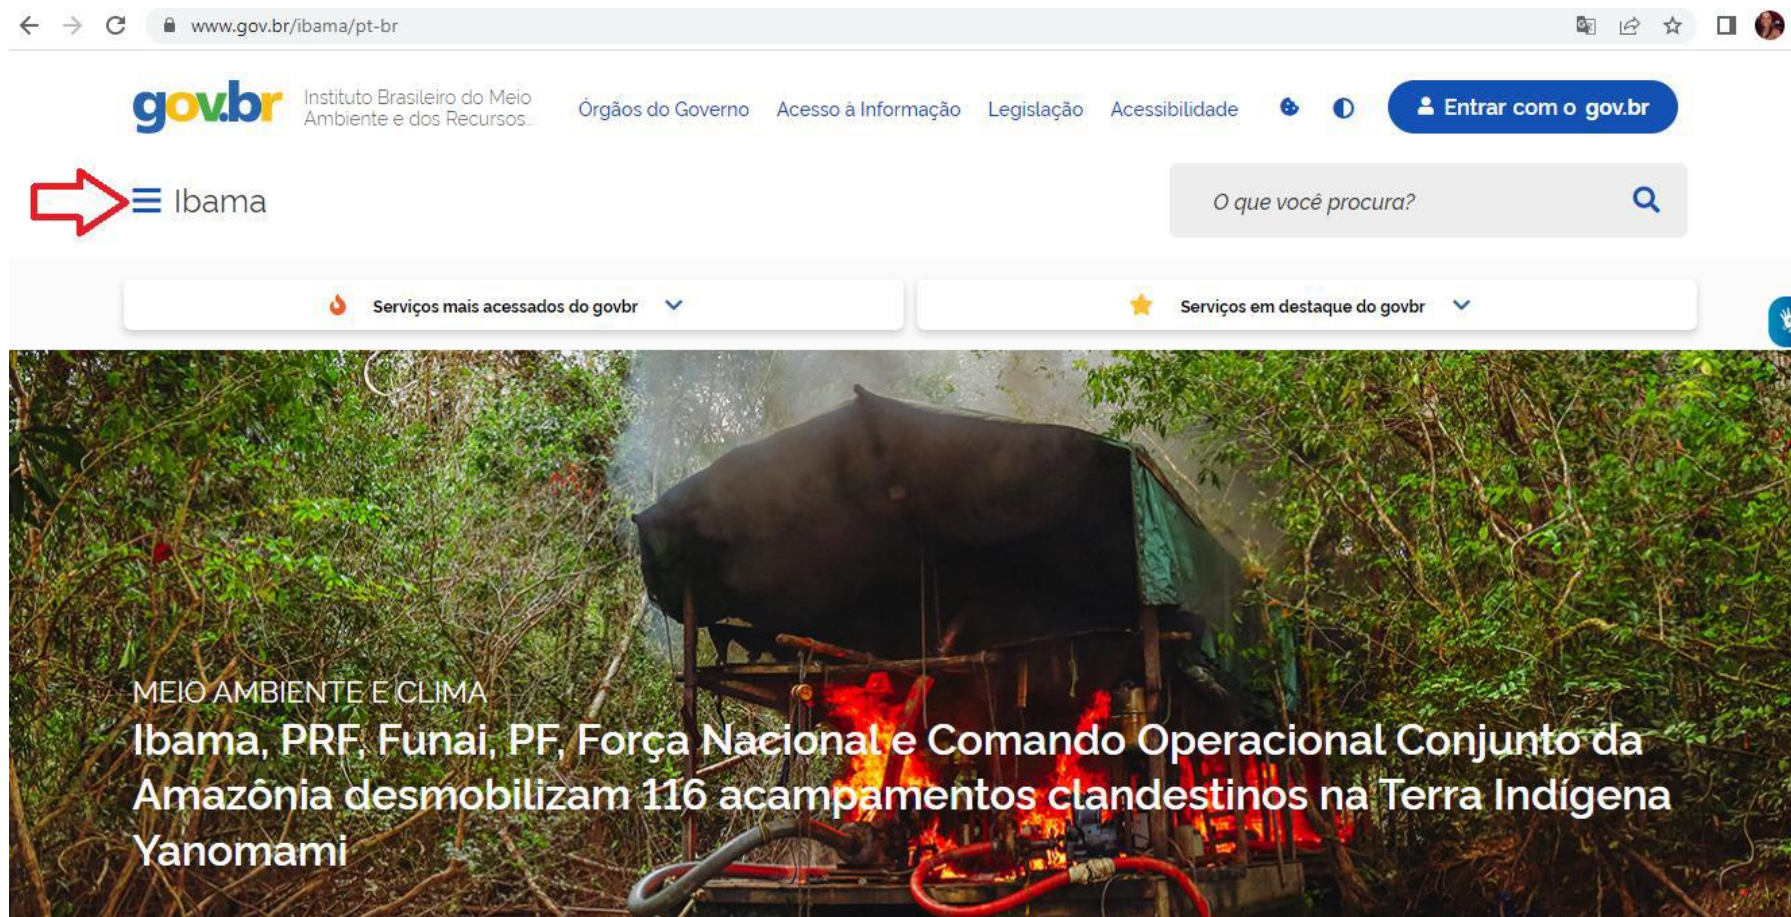 www.gov.br/ibama/pt-br
gov.br
Instituto Brasileiro do Meio
Ambiente e dos Recursos...
Órgãos do Governo
Acesso à Informação
Legislação
Acessibilidade
Entrar com o gov.br
Ibama
O que você procura?
Serviços mais acessados do govbr
Serviços em destaque do govbr
MEIO AMBIENTE E CLIMA
Ibama, PRF, Funai, PF, Força Nacional e Comando Operacional Conjunto da
Amazônia desmobilizam 116 acampamentos clandestinos na Terra Indígena
Yanomami